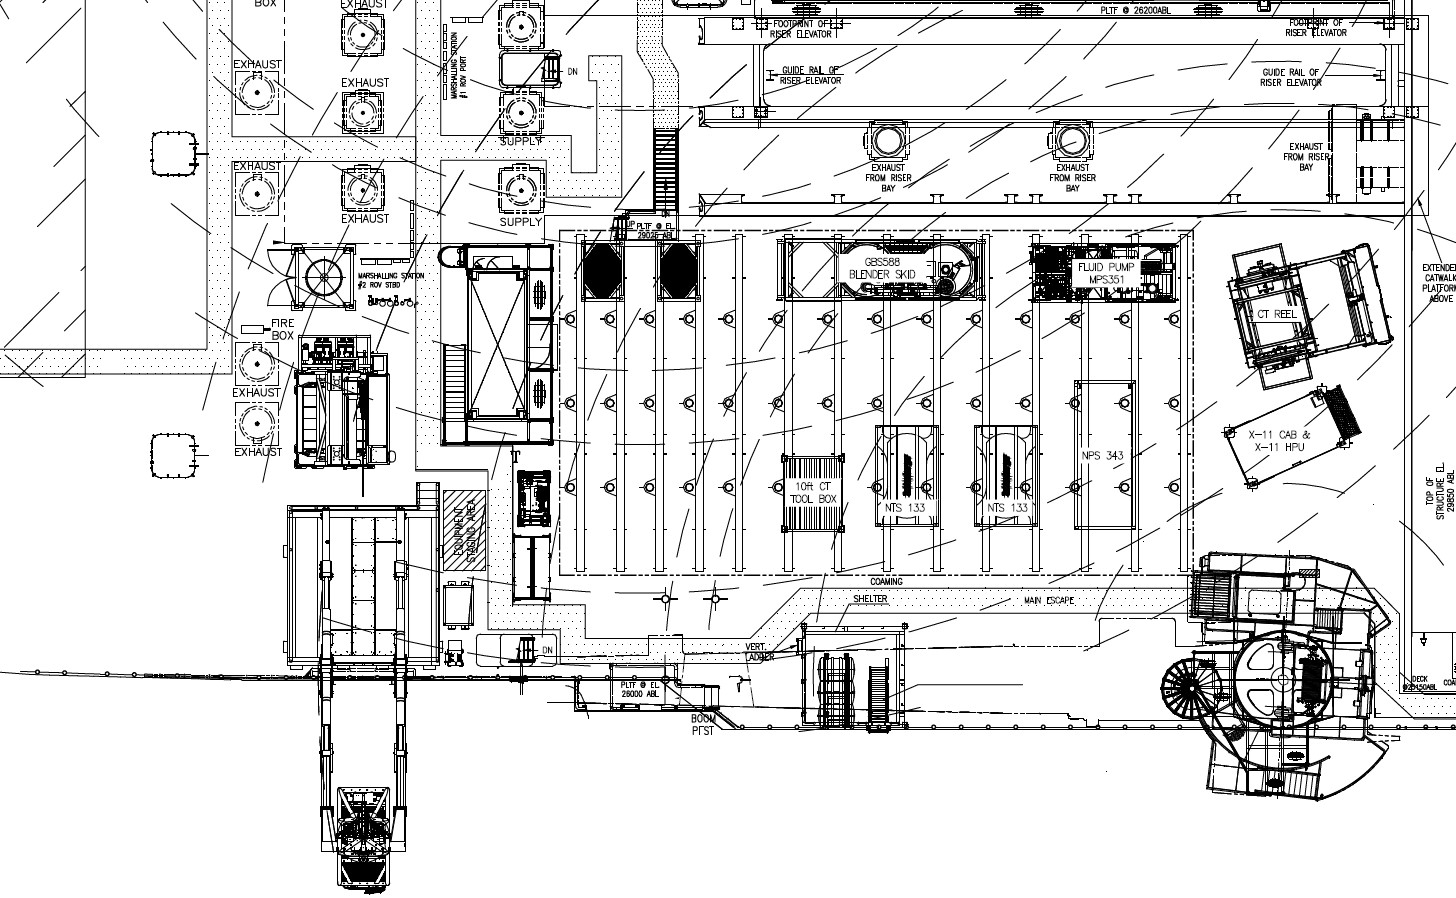 BOX
EXHAUST
PLTF @ 26200ABL
FOOTPRINT OF
RISER ELEVATOR
FOOTPRINT OF
RISER ELEVATOR
MARSHALLING STATION
#1 ROV PORT
EXHAUST
DN
GUIDE RAIL OF
RISER ELEVATOR
GUIDE RAIL OF
RISER ELEVATOR
EXHAUST
SUPPLY
EXHAUST
FROM RISER
BAY
EXHAUST
FROM RISER
BAY
EXHAUST
FROM RISER
BAY
EXHAUST
EXHAUST
SUPPLY
DN
UP
PLTF @ EL
29025 ABL
GBS588
BLENDER SKID
FLUID PUMP
MPS351
MARSHALLING STATION
#2 ROV STBD
EXTENDED
CATWALK
PLATFORM
ABOVE
CT REEL
FIRE
BOX
EXHAUST
EXHAUST
X-11 CAB &
X-11 HPU
NPS 343
10ft CT
TOOL BOX
NTS 133
NTS 133
TOP OF
STRUCTURE EL.
29850 ABL
EQUIPMENT
STAGING AREA
COAMING
SHELTER
MAIN ESCAPE
DN
VERT.
LADDER
PLTF @ EL
26000 ABL
DECK
@25150ABL
BOOM